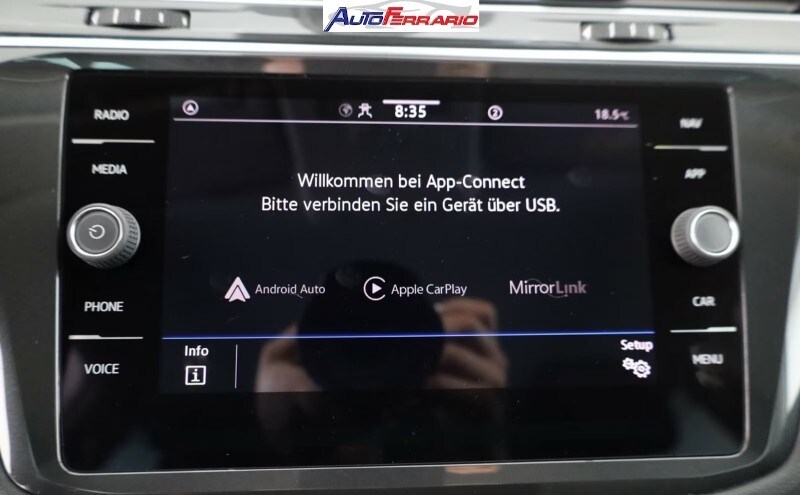 AUTOFERRARIO
RADIO
MEDIA
PHONE
VOICE
8:35
2
18.5°C
Willkommen bei App-Connect
Bitte verbinden Sie ein Gerät über USB.
Android Auto
Apple CarPlay
MirrorLink
Info
i
Setup
NAV
APP
CAR
MENU